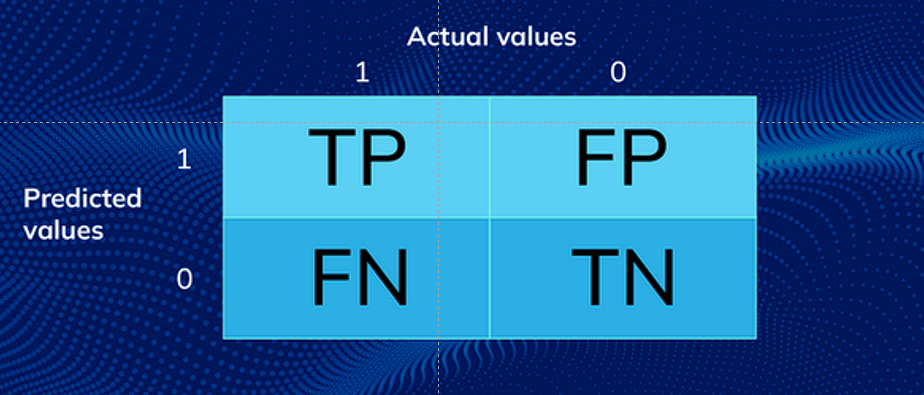 Actual values
1 0
1 TP FP
Predicted
values
0 FN TN